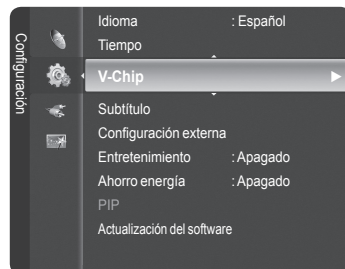 Configuración
Idioma : Español
Tiempo
V-Chip
Subtítulo
Configuración externa
Entretenimiento : Apagado
Ahorro energía : Apagado
PIP
Actualización del software